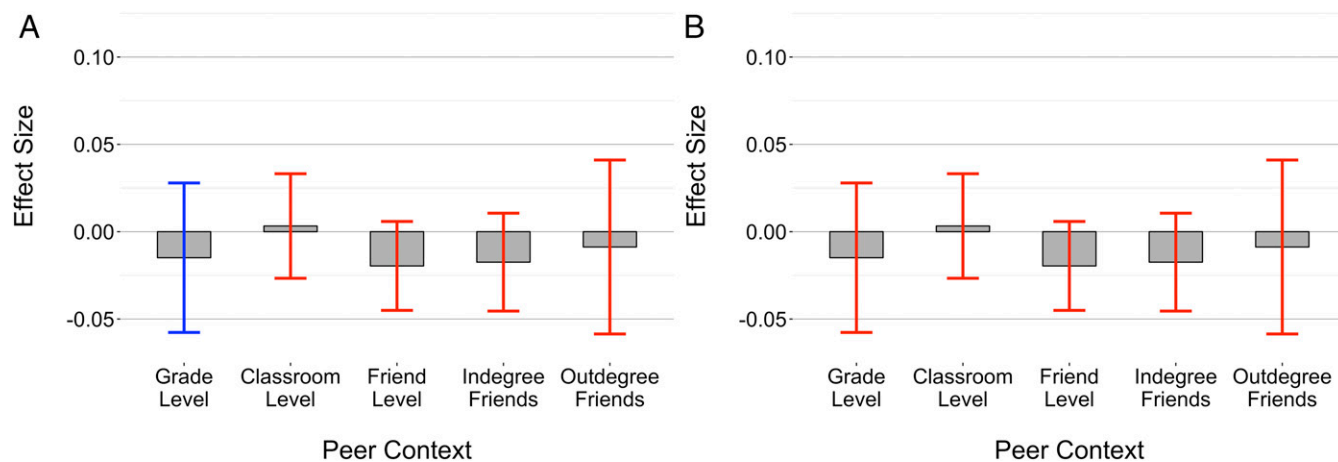 A
Effect Size
0.10
0.05
0.00
-0.05
Grade
Level
Classroom
Level
Friend
Level
Indegree
Friends
Outdegree
Friends
Peer Context
B
Effect Size
0.10
0.05
0.00
-0.05
Grade
Level
Classroom
Level
Friend
Level
Indegree
Friends
Outdegree
Friends
Peer Context